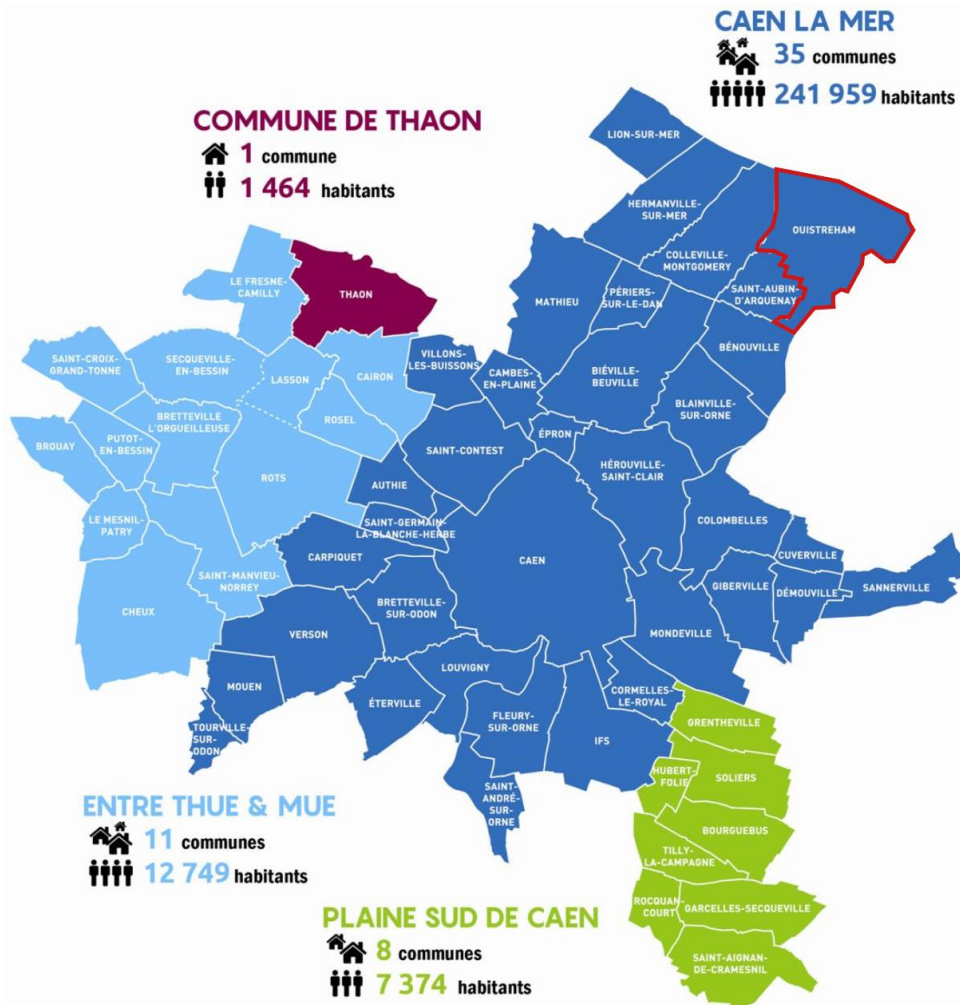 CAEN LA MER
35 communes
241 959 habitants
COMMUNE DE THAON
1 commune
1 464 habitants
LION-SUR-MER
HERMANVILLE-
SUR-MER
OUISTREHAM
COLLEVILLE-
MONTGOMERY
LE FRESNE-
CAMILLY
THAON
MATHIEU
PÉRIERS-
SUR-LE-DAN
SAINT-AUBIN-
D'ARQUENAY
BÉNOUVILLE
SAINT-CROIX-
GRAND-TONNE
SECQUEVILLE-
EN-BESSIN
LASSON
CAIRON
VILLONS-
LES-BUISSONS
CAMBES-
EN-PLAINE
BIÉVILLE-
BEUVILLE
BLAINVILLE-
SUR-ORNE
BRETTEVILLE
L'ORGUEILLEUSE
ROSEL
BROUAY
PUTOT-
EN-BESSIN
ÉPRON
SAINT-CONTEST
HÉROUVILLE-
SAINT-CLAIR
ROTS
AUTHIE
LE MESNIL-
PATRY
SAINT-GERMAIN-
LA-BLANCHE-HERBE
COLOMBELLES
CARPIQUET
CAEN
CUVERVILLE
SAINT-MANVIEU-
NORREY
GIBERVILLE
DÉMOUVILLE
SANNERVILLE
CHEUX
BRETTEVILLE-
SUR-ODON
VERSON
MONDEVILLE
LOUVIGNY
MOUEN
ÉTERVILLE
CORMELLES-
LE-ROYAL
FLEURY-
SUR-ORNE
IFS
GRENTHEVILLE
TOURVILLE-
SUR-
ODON
HUBERT-
FOLIE
SOLIERS
SAINT-
ANDRÉ-
SUR-
ORNE
BOURGUEBUS
TILLY-
LA-CAMPAGNE
ROCQUAN-
COURT
GARCELLES-SECQUEVILLE
SAINT-AIGNAN-
DE-CRAMESNIL
ENTRE THUE & MUE
11 communes
12 749 habitants
PLAINE SUD DE CAEN
8 communes
7 374 habitants